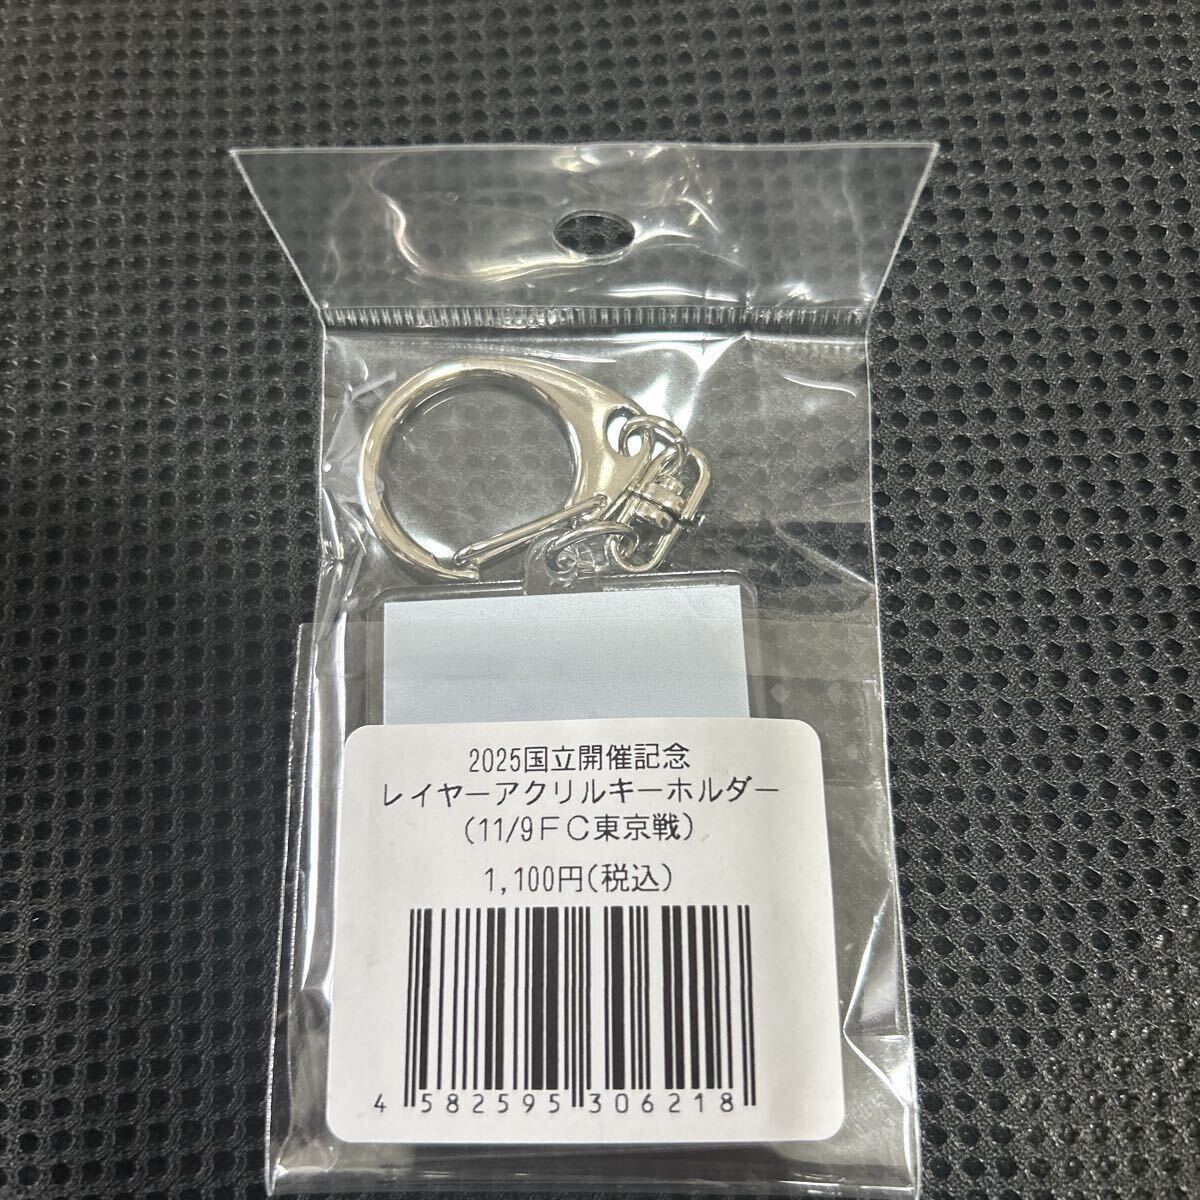 2025国立開催記念
レイヤーアクリルキーホルダー
(11/9ＦＣ東京戦)
1,100円(税込)
4 582595 306218